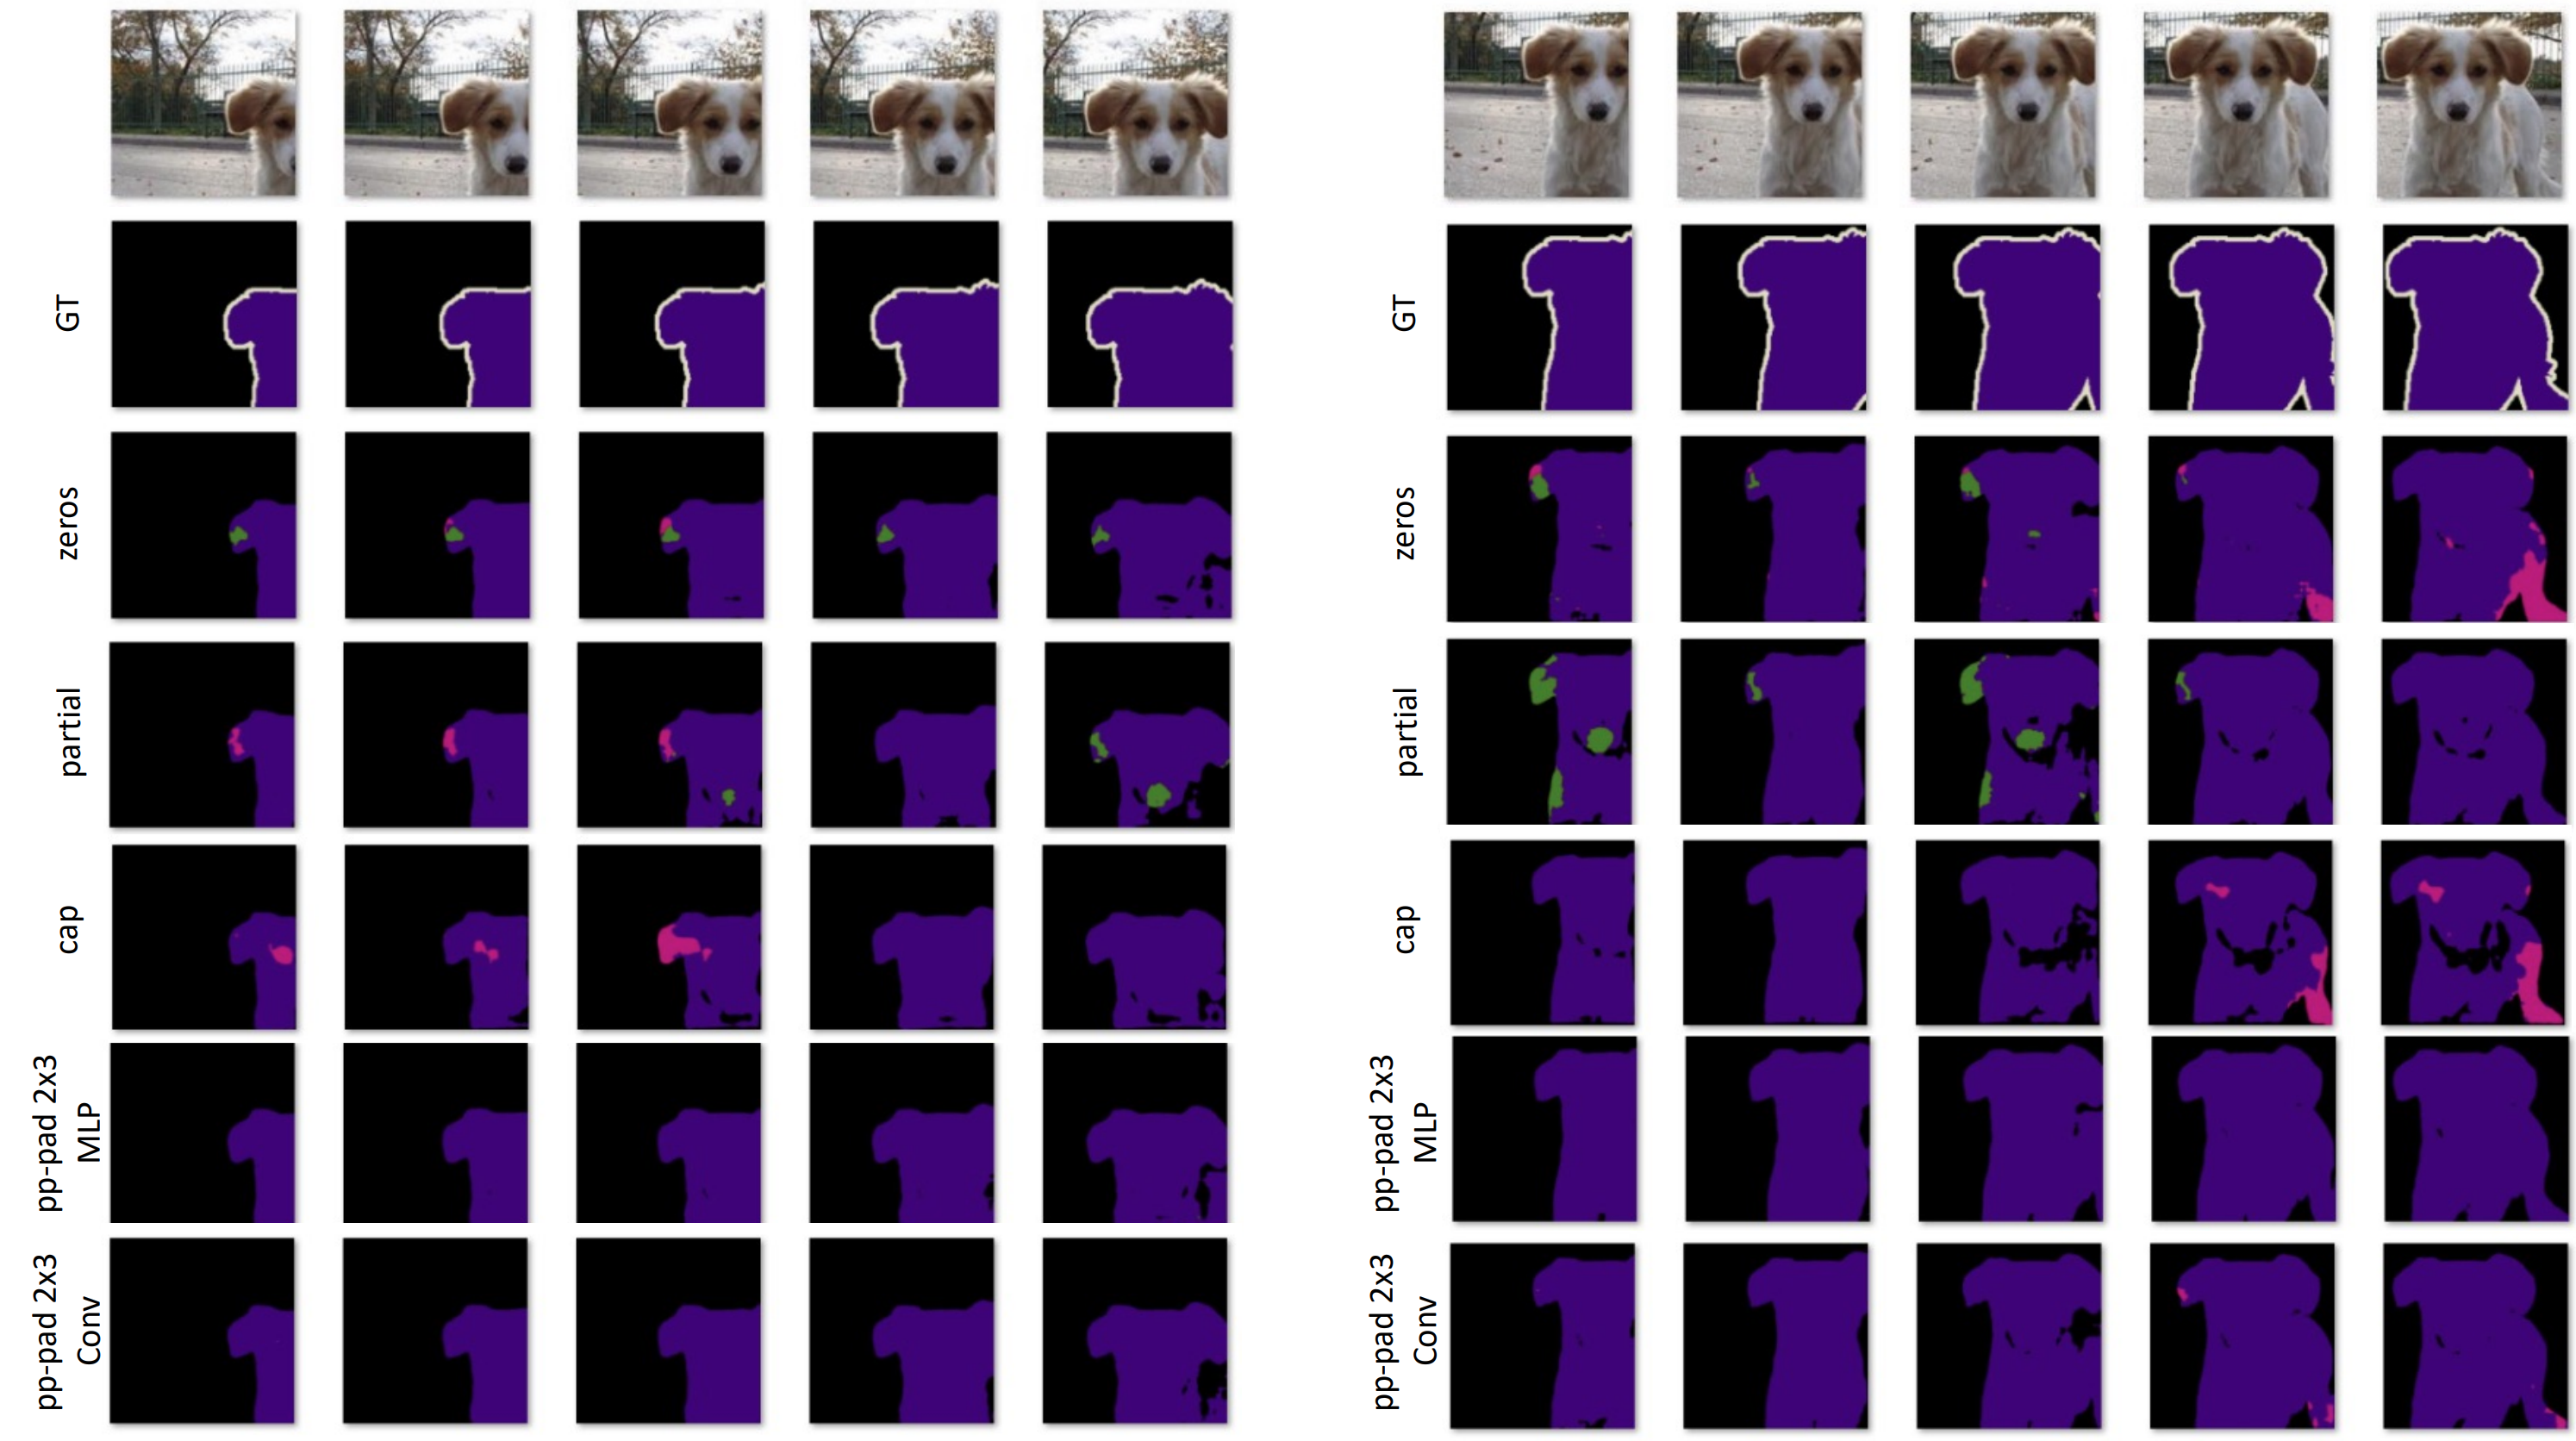 GT
zeros
partial
cap
pp-pad 2x3
MLP
pp-pad 2x3
Conv
GT
zeros
partial
cap
pp-pad 2x3
MLP
pp-pad 2x3
Conv